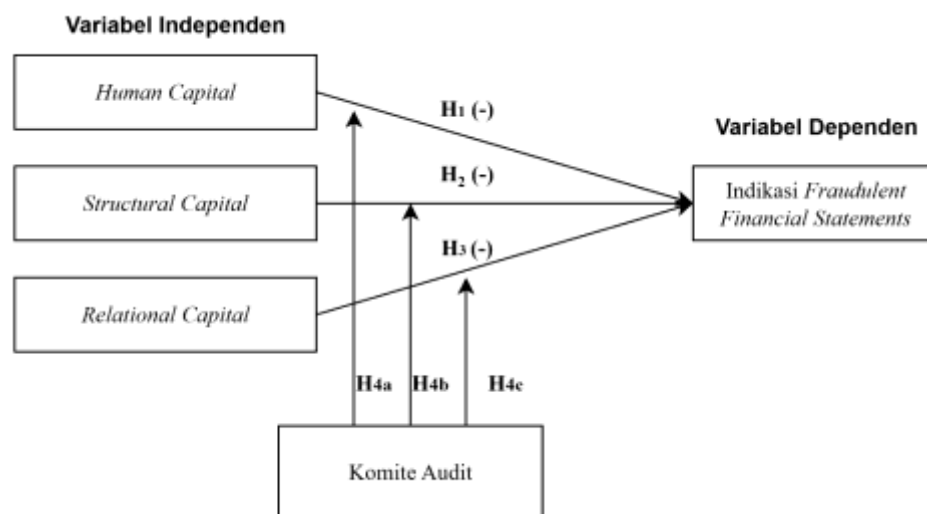 Variabel Independen
Human Capital
H1 (-)
Variabel Dependen
Structural Capital
H2 (-)
Indikasi Fraudulent
Financial Statements
H3 (-)
Relational Capital
H4a
H4b
H4c
Komite Audit